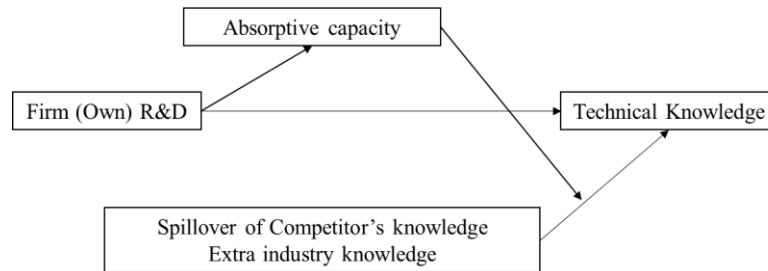 Absorptive capacity
Firm (Own) R&D
Technical Knowledge
Spillover of Competitor’s knowledge
Extra industry knowledge